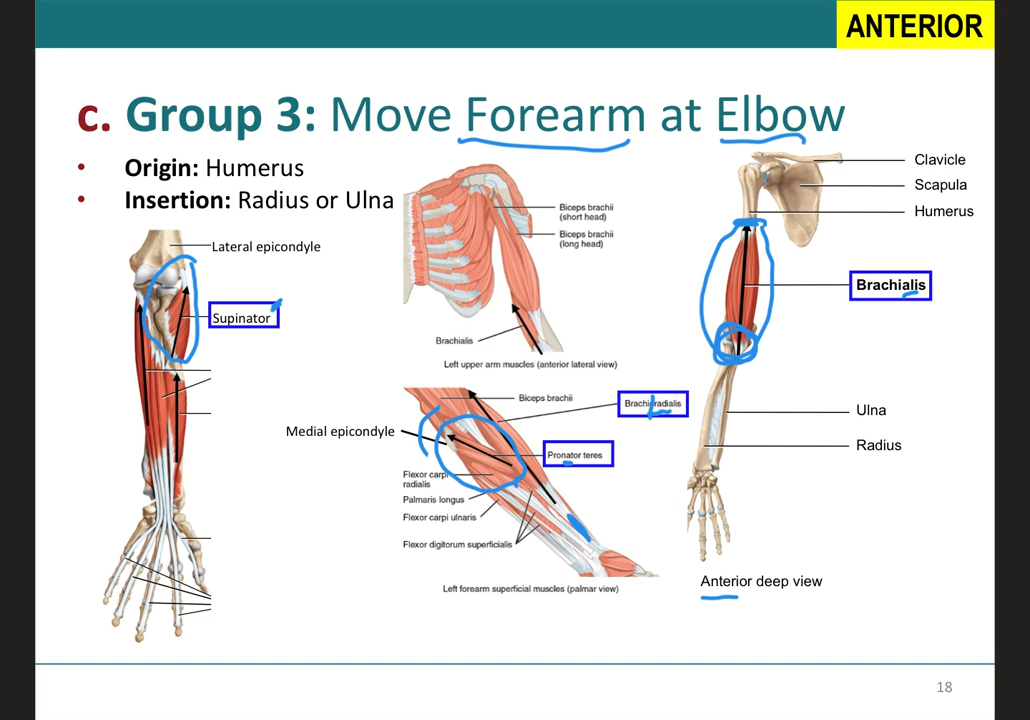 ANTERIOR
c. Group 3: Move Forearm at Elbow
• Origin: Humerus
• Insertion: Radius or Ulna
Lateral epicondyle
Supinator
Biceps brachii
(short head)
Biceps brachii
(long head)
Brachialis
Left upper arm muscles (anterior lateral view)
Biceps brachii
Brachioradialis
Medial epicondyle
Pronator teres
Flexor carpi
radialis
Palmaris longus
Flexor carpi ulnaris
Flexor digitorum superficialis
Left forearm superficial muscles (palmar view)
Clavicle
Scapula
Humerus
Brachialis
Ulna
Radius
Anterior deep view
18